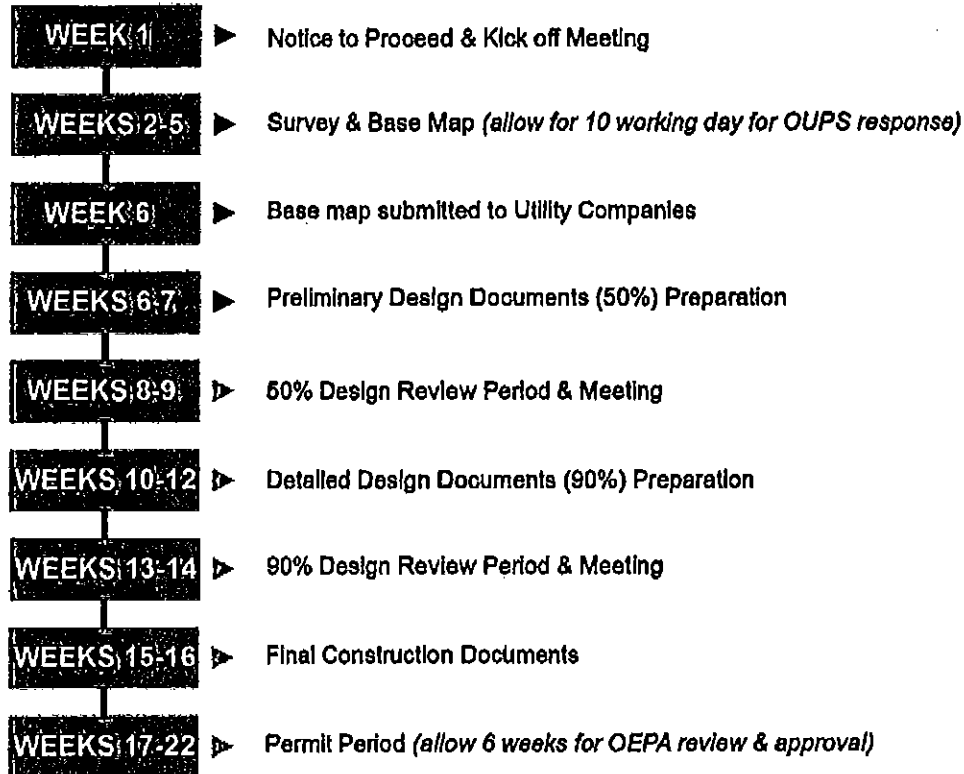 WEEK 1 Notice to Proceed & Kick off Meeting
WEEKS 2-5 Survey & Base Map (allow for 10 working day for OUPS response)
WEEK 6 Base map submitted to Utility Companies
WEEKS 6-7 Preliminary Design Documents (50%) Preparation
WEEKS 8-9 50% Design Review Period & Meeting
WEEKS 10-12 Detailed Design Documents (90%) Preparation
WEEKS 13-14 90% Design Review Period & Meeting
WEEKS 15-16 Final Construction Documents
WEEKS 17-22 Permit Period (allow 6 weeks for OEPA review & approval)